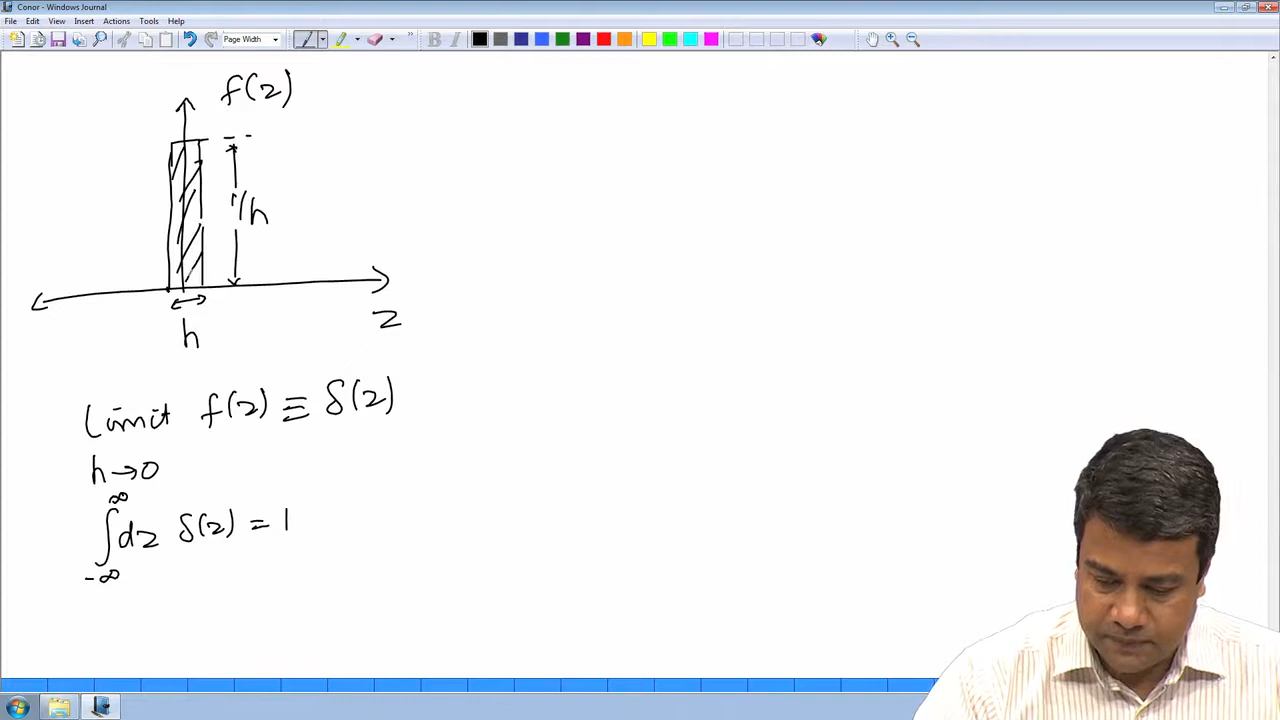 Conor - Windows Journal
File Edit View Insert Actions Tools Help
Page Width
B I
f(z)
1/h
h
z
Limit f(z) ≡ δ(z)
h→0
∞
∫dz δ(z) = 1
-∞